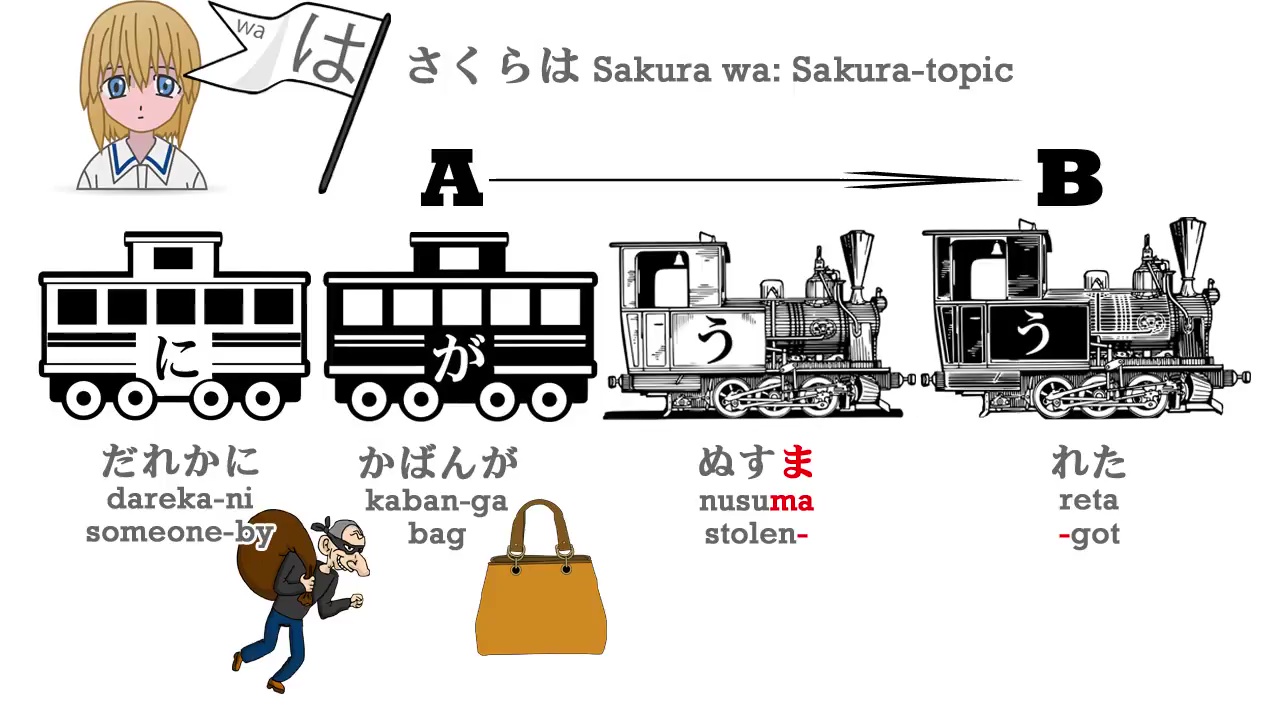 wa
は
さくらは Sakura wa: Sakura-topic
A
B
に
が
う
う
だれかに
dareka-ni
someone-by
かばんが
kaban-ga
bag
ぬすま
nusuma
stolen-
れた
reta
-got